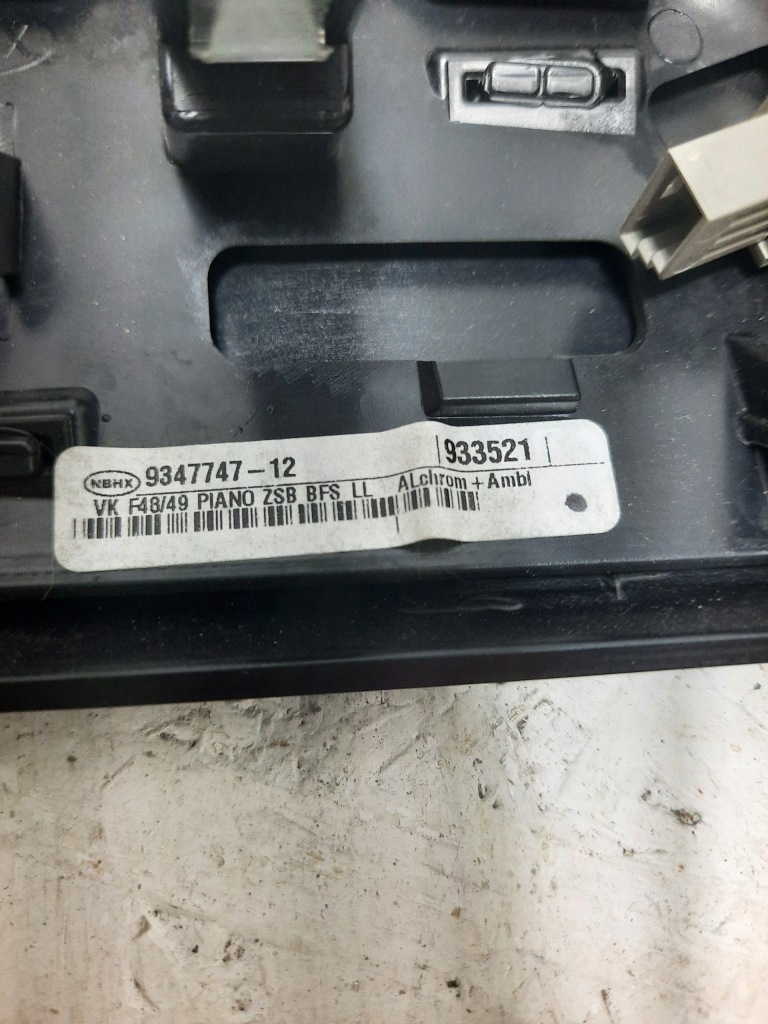 NBHX 9347747-12 933521
VK F48/49 PIANO ZSB BFS LL ALchrom+Ambi